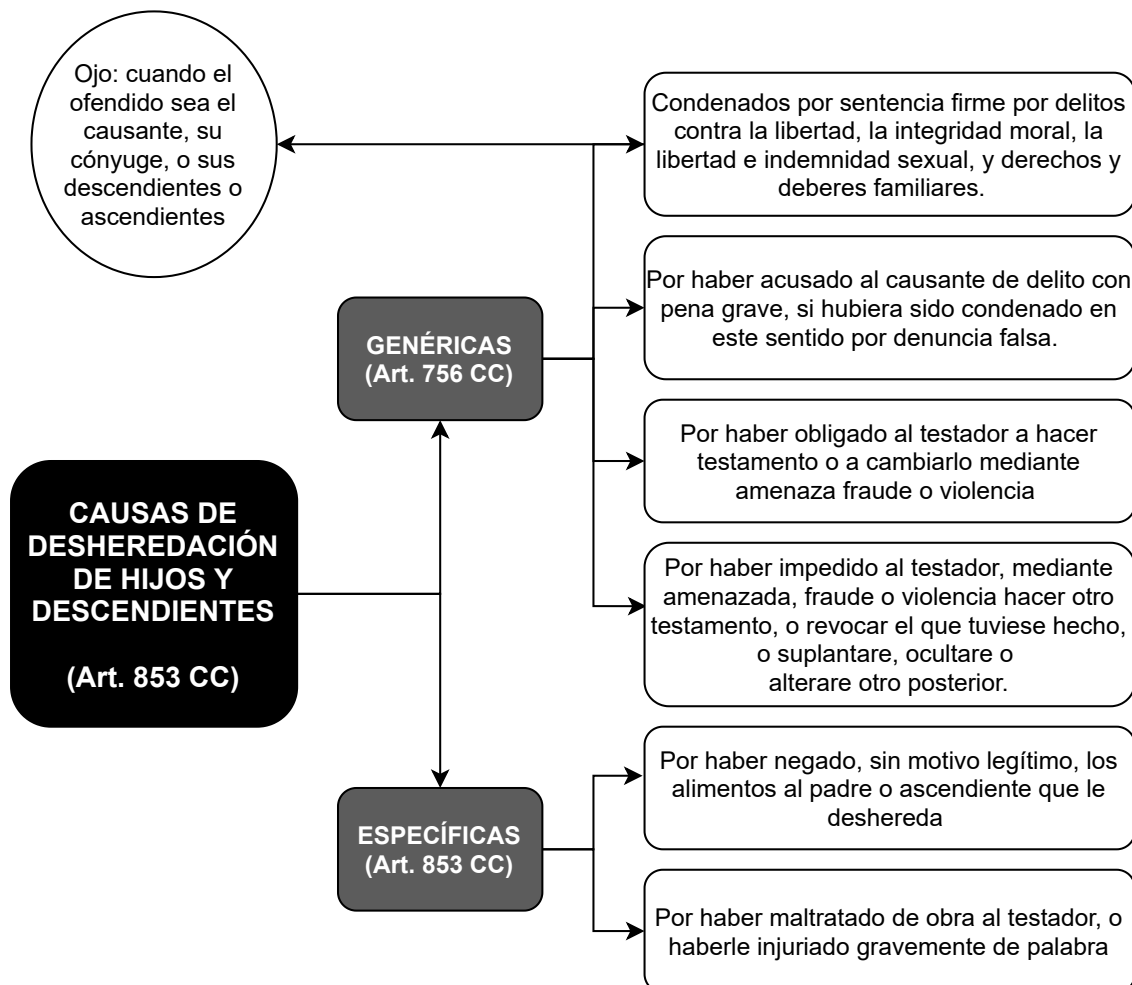 Ojo: cuando el
ofendido sea el
causante, su
cónyuge, o sus
descendientes o
ascendientes
Condenados por sentencia firme por delitos
contra la libertad, la integridad moral, la
libertad e indemnidad sexual, y derechos y
deberes familiares.
Por haber acusado al causante de delito con
pena grave, si hubiera sido condenado en
este sentido por denuncia falsa.
GENÉRICAS
(Art. 756 CC)
Por haber obligado al testador a hacer
testamento o a cambiarlo mediante
amenaza fraude o violencia
CAUSAS DE
DESHEREDACIÓN
DE HIJOS Y
DESCENDIENTES
(Art. 853 CC)
Por haber impedido al testador, mediante
amenazada, fraude o violencia hacer otro
testamento, o revocar el que tuviese hecho,
o suplantare, ocultare o
alterare otro posterior.
Por haber negado, sin motivo legítimo, los
alimentos al padre o ascendiente que le
deshereda
ESPECÍFICAS
(Art. 853 CC)
Por haber maltratado de obra al testador, o
haberle injuriado gravemente de palabra